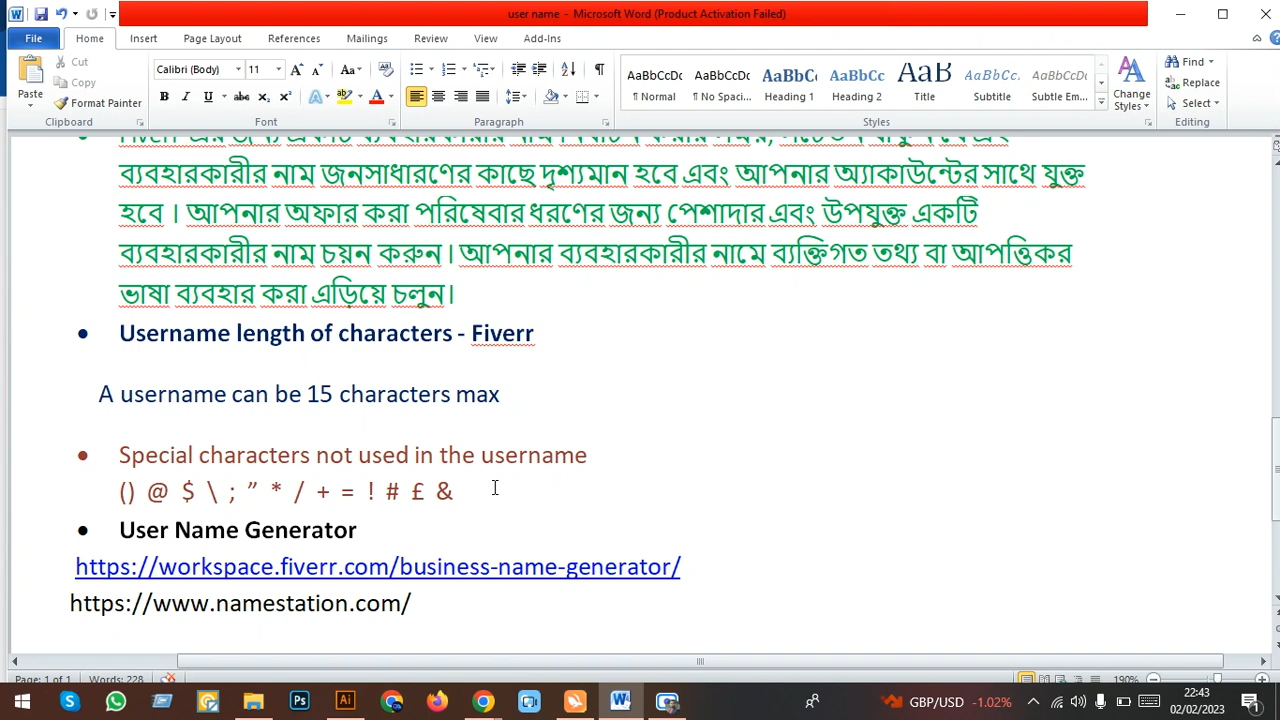 user name - Microsoft Word (Product Activation Failed)
File Home Insert Page Layout References Mailings Review View Add-Ins
Paste Cut Copy Format Painter Clipboard
Calibri (Body) 11 Font
Paragraph
AaBbCcDc AaBbCcDc AaBbC AaBbCc AaB AaBbCc. AaBbCcDc
¶ Normal ¶ No Spaci... Heading 1 Heading 2 Title Subtitle Subtle Em...
Change Styles Styles
Find Replace Select Editing
ব্যবহারকারীর নাম জনসাধারণের কাছে দৃশ্যমান হবে এবং আপনার অ্যাকাউন্টের সাথে যুক্ত
হবে। আপনার অফার করা পরিষেবার ধরণের জন্য পেশাদার এবং উপযুক্ত একটি
ব্যবহারকারীর নাম চয়ন করুন। আপনার ব্যবহারকারীর নামে ব্যক্তিগত তথ্য বা আপত্তিকর
ভাষা ব্যবহার করা এড়িয়ে চলুন।
• Username length of characters - Fiverr
A username can be 15 characters max
• Special characters not used in the username
() @ $ \ ; ” * / + = ! # £ &
• User Name Generator
https://workspace.fiverr.com/business-name-generator/
https://www.namestation.com/
Page: 1 of 1 Words: 228 190%
GBP/USD -1.02% 22:43
02/02/2023